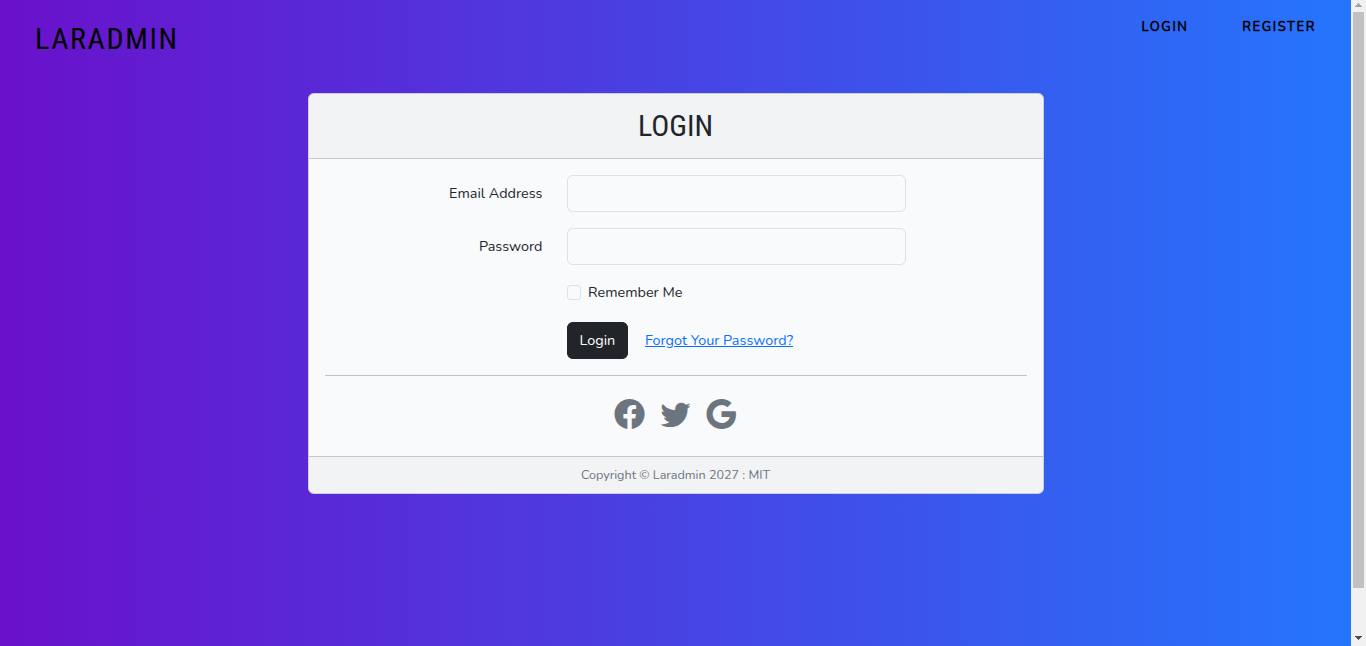 LARADMIN
LOGIN
REGISTER
LOGIN
Email Address
Password
Remember Me
Login
Forgot Your Password?
Copyright © Laradmin 2027 : MIT